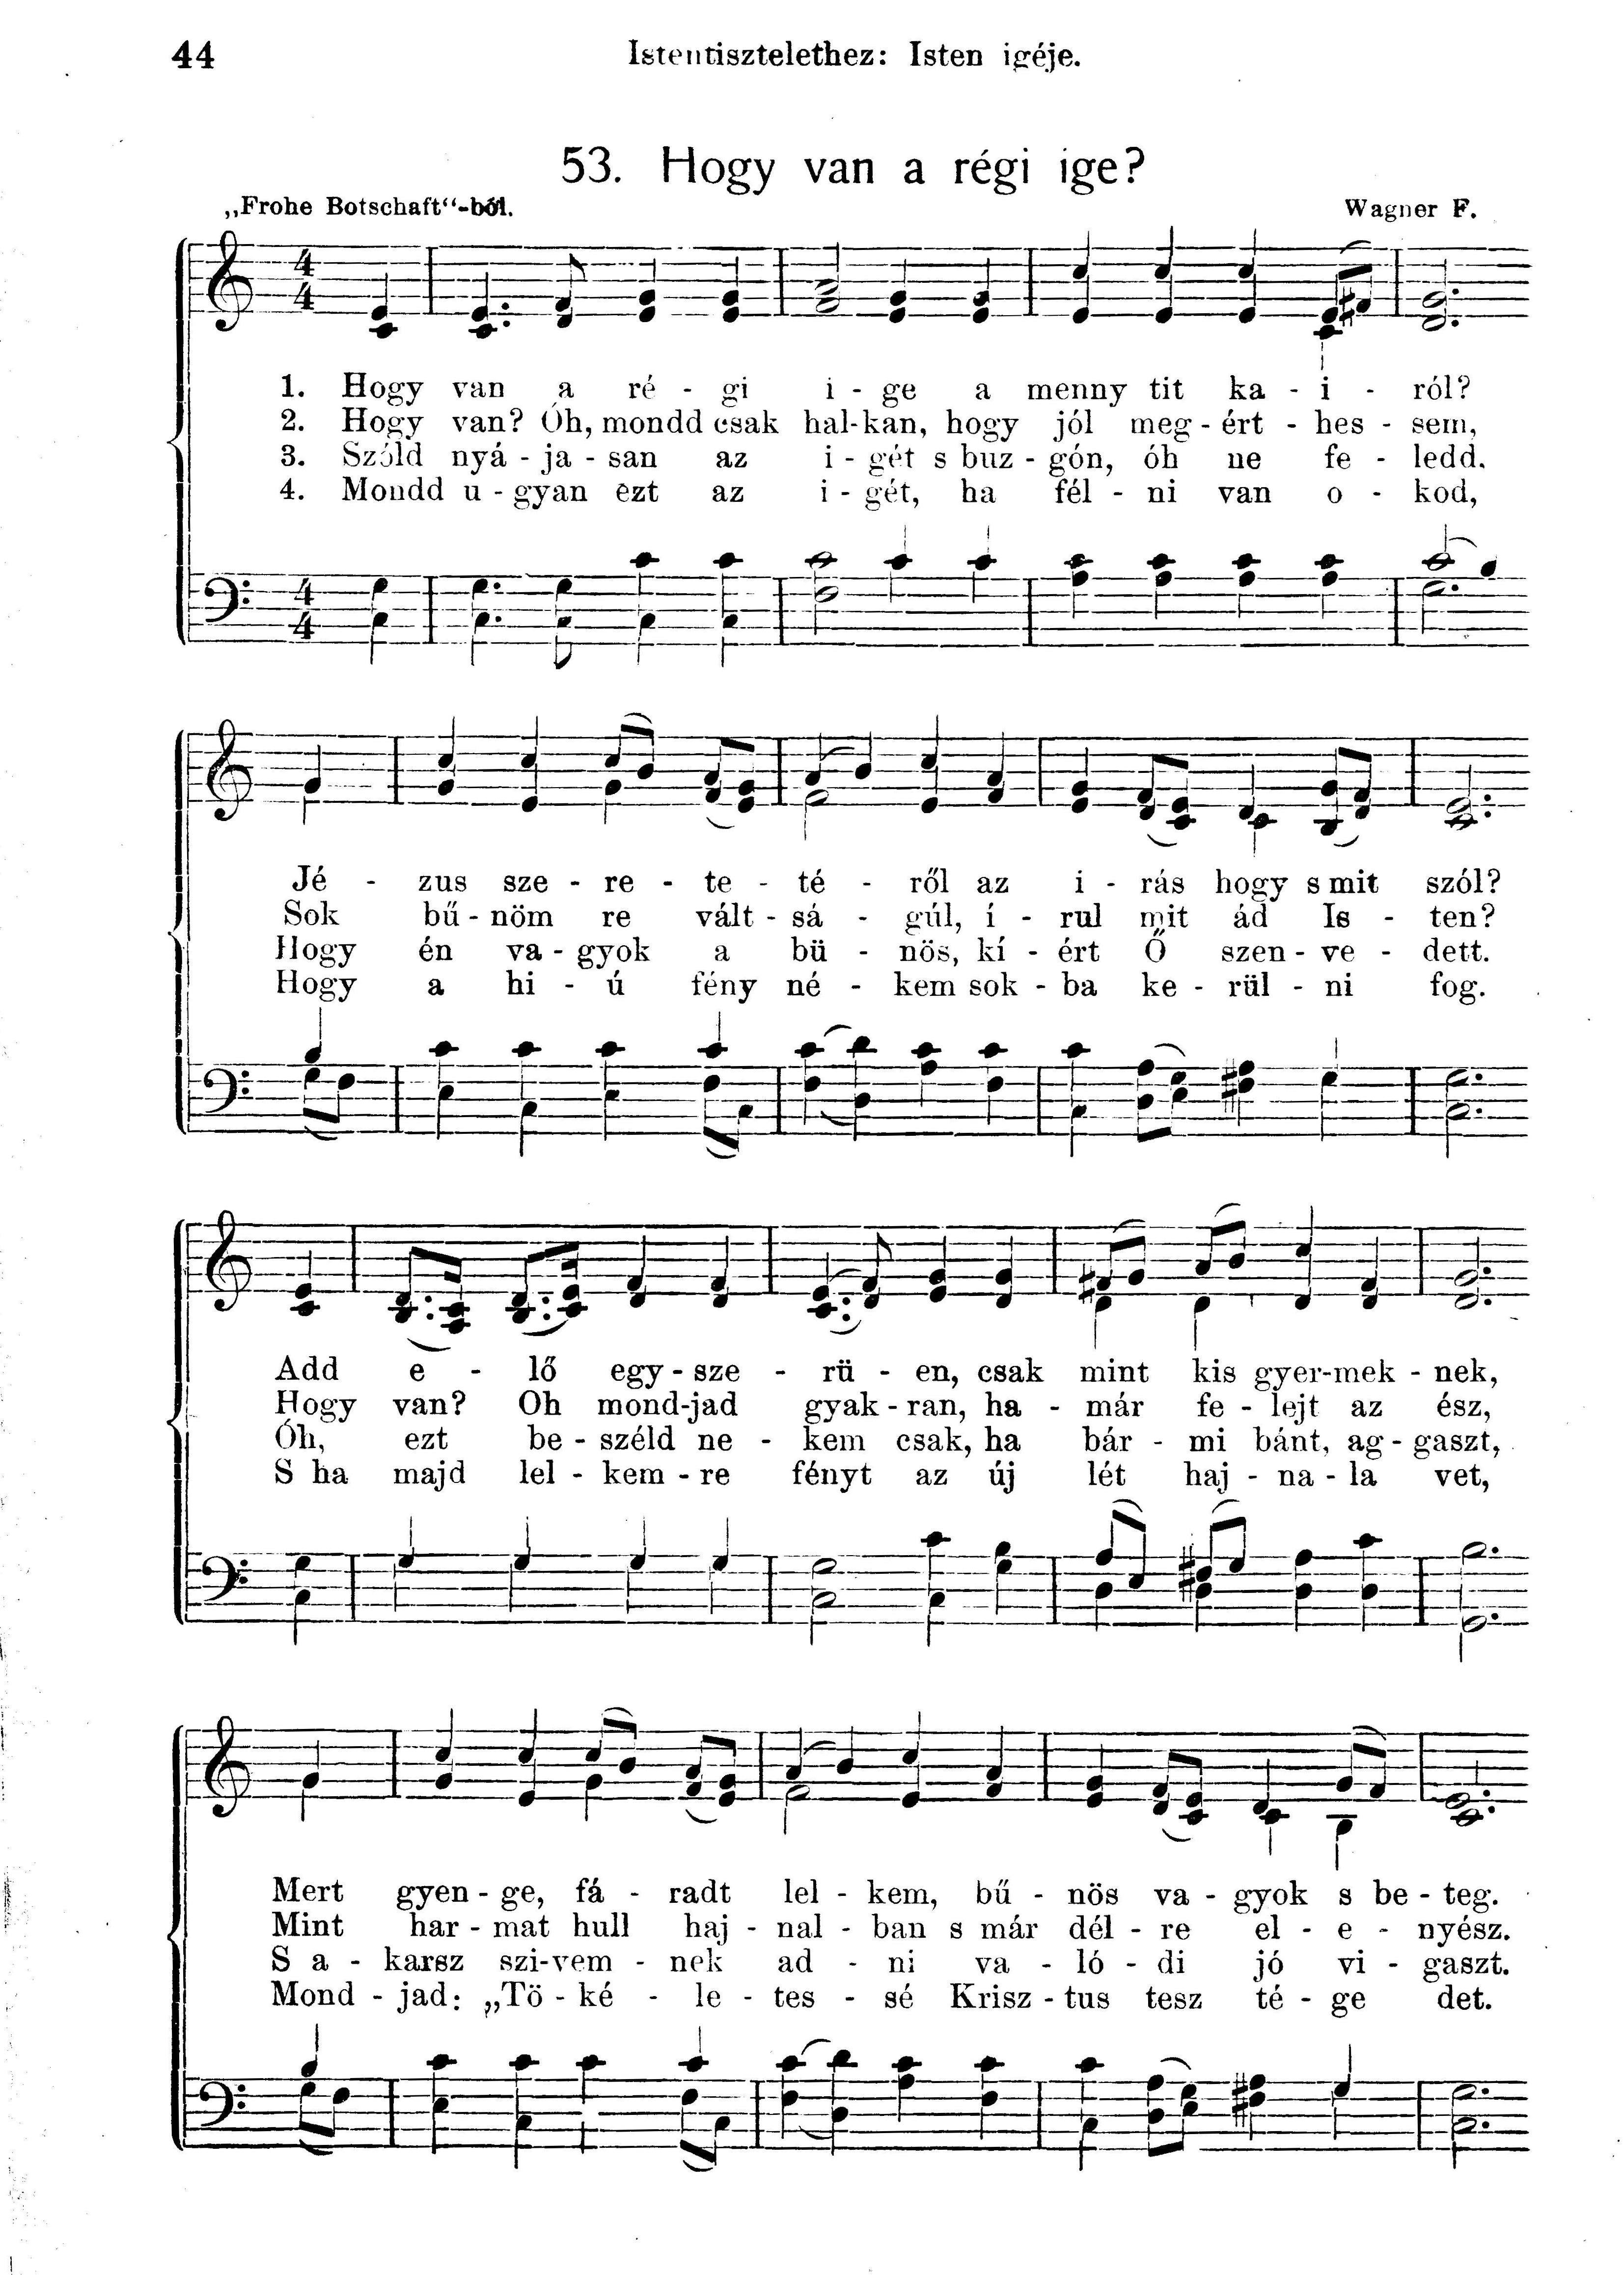 44
Istentisztelethez: Isten igéje.
53. Hogy van a régi ige?
„Frohe Botschaft“-ból.
Wagner F.
4
4
1. Hogy van a ré - gi i - ge a menny tit ka - i - ról?
2. Hogy van? Óh, mondd csak hal-kan, hogy jól meg - ért - hes - sem,
3. Szóld nyá - ja - san az i - gét s buz - gón, óh ne fe - ledd.
4. Mondd u - gyan ezt az i - gét, ha fél - ni van o - kod,
4
4
Jé - zus sze - re - te - té - ről az i - rás hogy s mit szól?
Sok bű - nöm re vált - sá - gúl, í - rul mit ád Is - ten?
Hogy én va - gyok a bü - nös, kí - ért Ő szen - ve - dett.
Hogy a hi - ú fény né - kem sok - ba ke - rül - ni fog.
Add e - lő egy - sze - rü - en, csak mint kis gyer-mek - nek,
Hogy van? Oh mond-jad gyak - ran, ha - már fe - lejt az ész,
Óh, ezt be - széld ne - kem csak, ha bár - mi bánt, ag - gaszt,
S ha majd lel - kem - re fényt az új lét haj - na - la vet,
Mert gyen - ge, fá - radt lel - kem, bű - nös va - gyok s be - teg.
Mint har - mat hull haj - nal - ban s már dél - re el - e - nyész.
S a - karsz szi-vem - nek ad - ni va - ló - di jó vi - gaszt.
Mond - jad: „Tö - ké - le - tes - sé Krisz - tus tesz té - ge det.